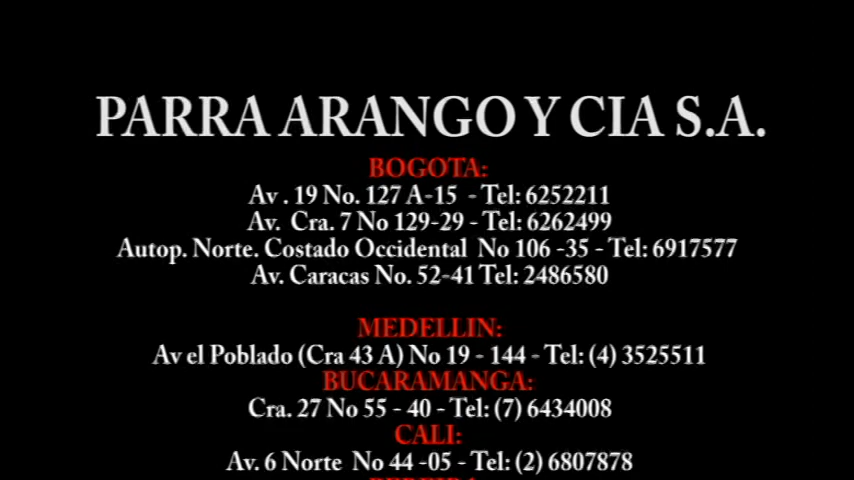 PARRA ARANGO Y CIA S.A.
BOGOTA:
Av . 19 No. 127 A-15 - Tel: 6252211
Av. Cra. 7 No 129-29 - Tel: 6262499
Autop. Norte. Costado Occidental No 106 -35 - Tel: 6917577
Av. Caracas No. 52-41 Tel: 2486580
MEDELLIN:
Av el Poblado (Cra 43 A) No 19 - 144 - Tel: (4) 3525511
BUCARAMANGA:
Cra. 27 No 55 - 40 - Tel: (7) 6434008
CALI:
Av. 6 Norte No 44 -05 - Tel: (2) 6807878